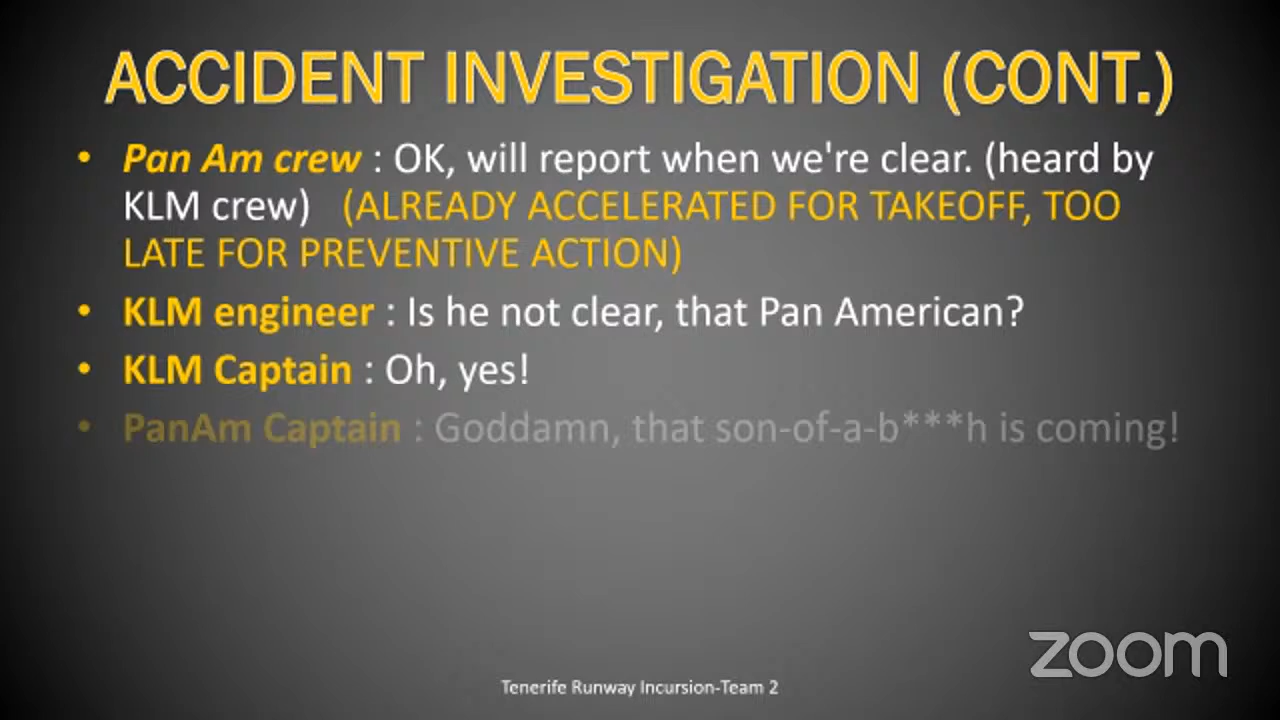 ACCIDENT INVESTIGATION (CONT.)
• Pan Am crew : OK, will report when we're clear. (heard by
KLM crew) (ALREADY ACCELERATED FOR TAKEOFF, TOO
LATE FOR PREVENTIVE ACTION)
• KLM engineer : Is he not clear, that Pan American?
• KLM Captain : Oh, yes!
• PanAm Captain : Goddamn, that son-of-a-b***h is coming!
zoom
Tenerife Runway Incursion-Team 2